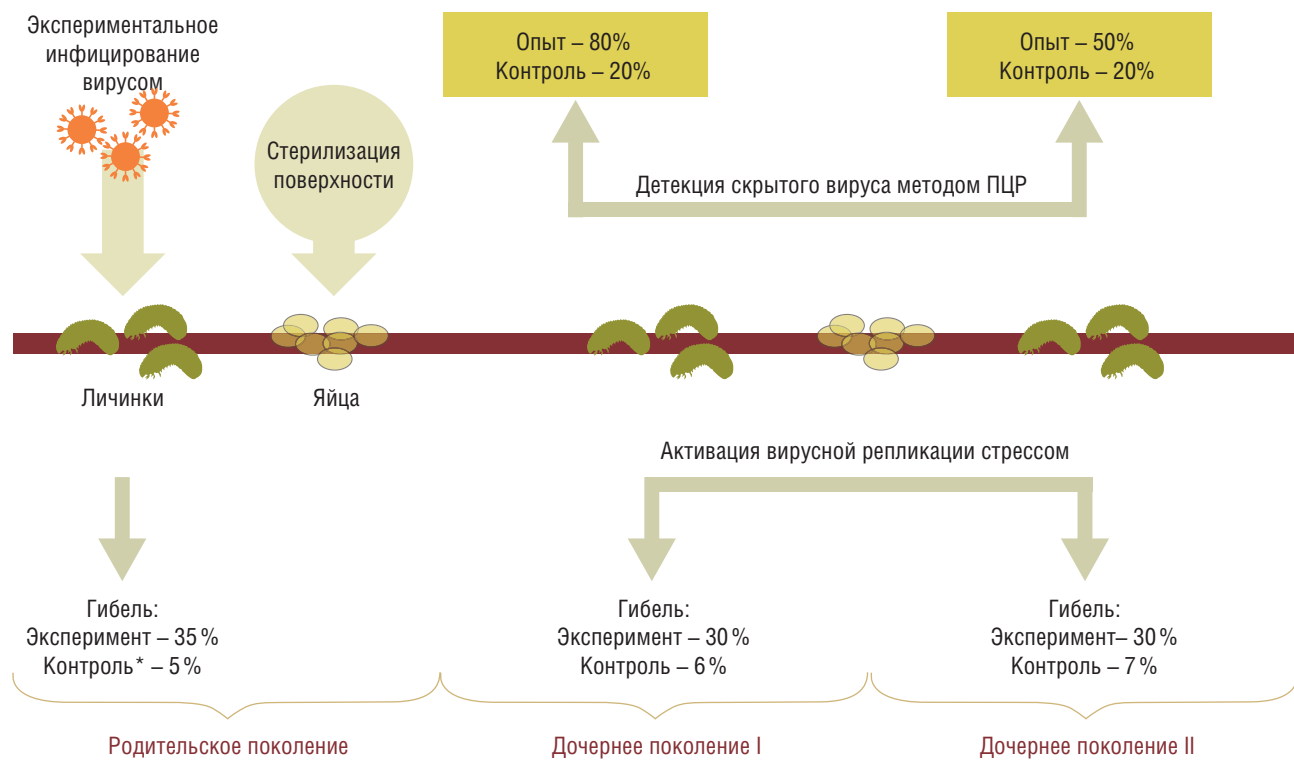 Экспериментальное
инфицирование
вирусом
Стерилизация
поверхности
Опыт – 80%
Контроль – 20%
Опыт – 50%
Контроль – 20%
Детекция скрытого вируса методом ПЦР
Личинки
Яйца
Активация вирусной репликации стрессом
Гибель:
Эксперимент – 35 %
Контроль* – 5 %
Гибель:
Эксперимент – 30 %
Контроль – 6 %
Гибель:
Эксперимент– 30 %
Контроль – 7 %
Родительское поколение
Дочернее поколение I
Дочернее поколение II